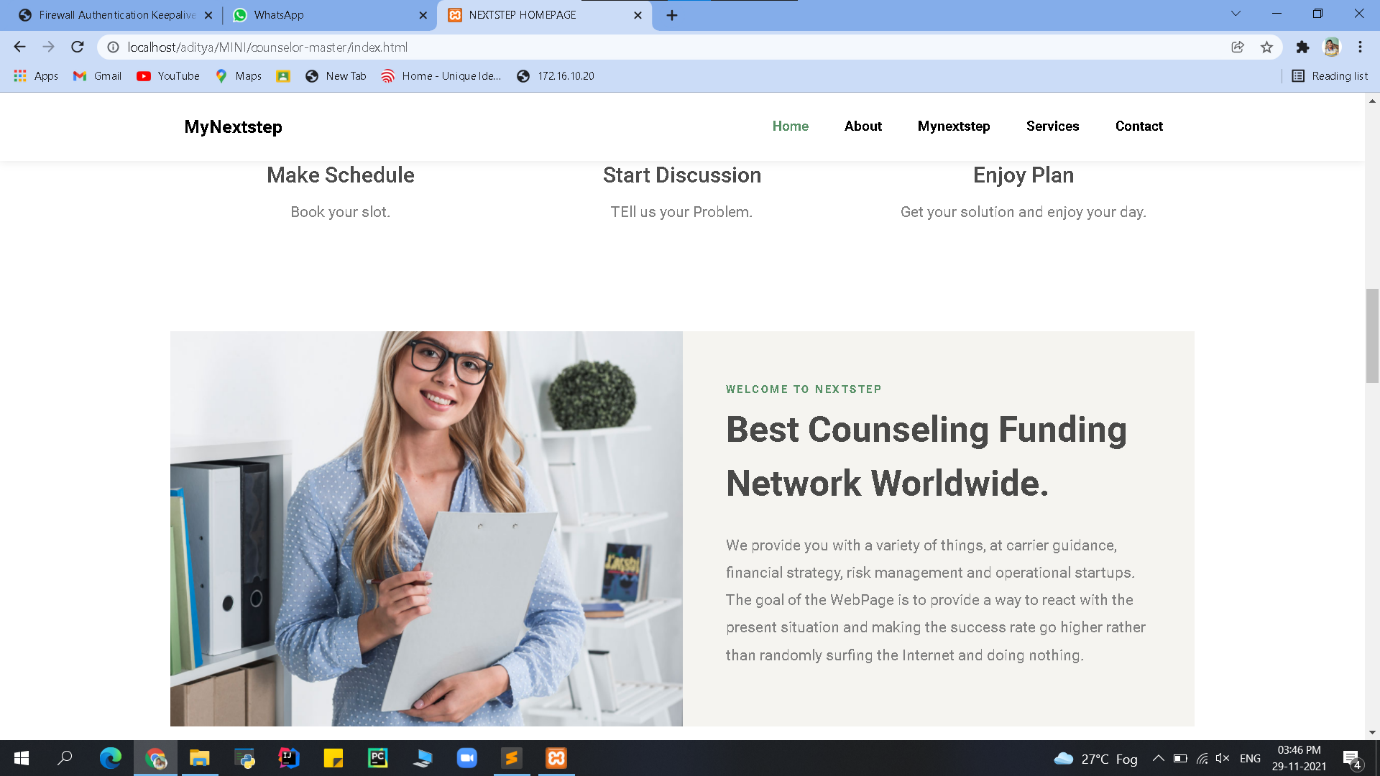 Firewall Authentication Keepalive
WhatsApp
NEXTSTEP HOMEPAGE
localhost/aditya/MINI/counselor-master/index.html
Apps
Gmail
YouTube
Maps
New Tab
Home - Unique Ide...
172.16.10.20
Reading list
MyNextstep
Home
About
Mynextstep
Services
Contact
Make Schedule
Start Discussion
Enjoy Plan
Book your slot.
TEll us your Problem.
Get your solution and enjoy your day.
WELCOME TO NEXTSTEP
Best Counseling Funding
Network Worldwide.
We provide you with a variety of things, at carrier guidance,
financial strategy, risk management and operational startups.
The goal of the WebPage is to provide a way to react with the
present situation and making the success rate go higher rather
than randomly surfing the Internet and doing nothing.
27°C Fog
ENG
03:46 PM
29-11-2021
4